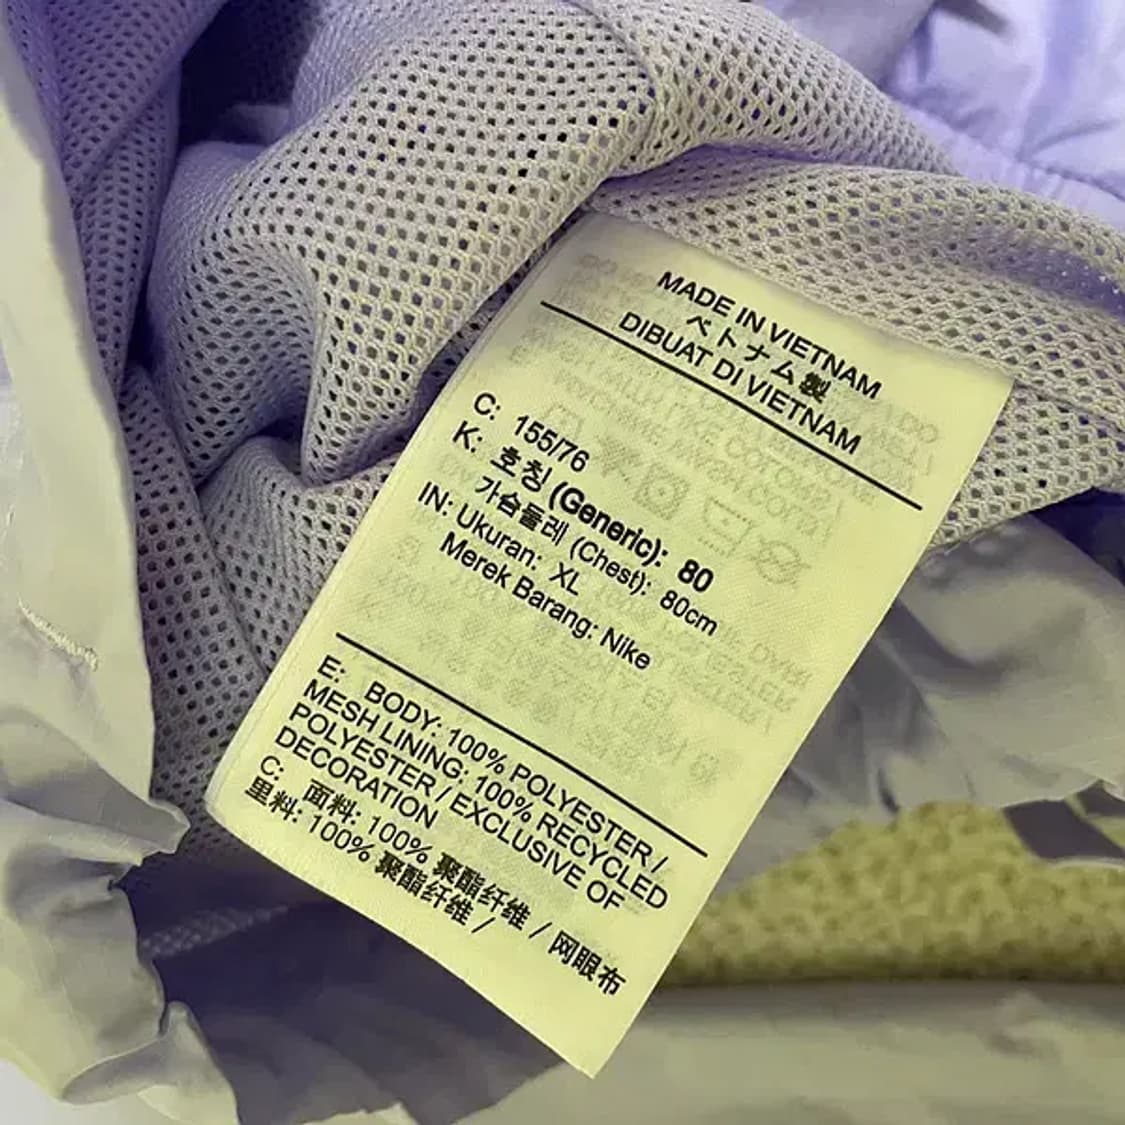 MADE IN VIETNAM
ベトナム製
DIBUAT DI VIETNAM
C: 155/76
K: 호칭 (Generic): 80
가슴둘레 (Chest): 80cm
IN: Ukuran: XL
Merek Barang: Nike
E: BODY: 100% POLYESTER /
MESH LINING: 100% RECYCLED
POLYESTER / EXCLUSIVE OF
DECORATION
C: 面料: 100% 聚酯纤维 / 网眼布
里料: 100% 聚酯纤维 /